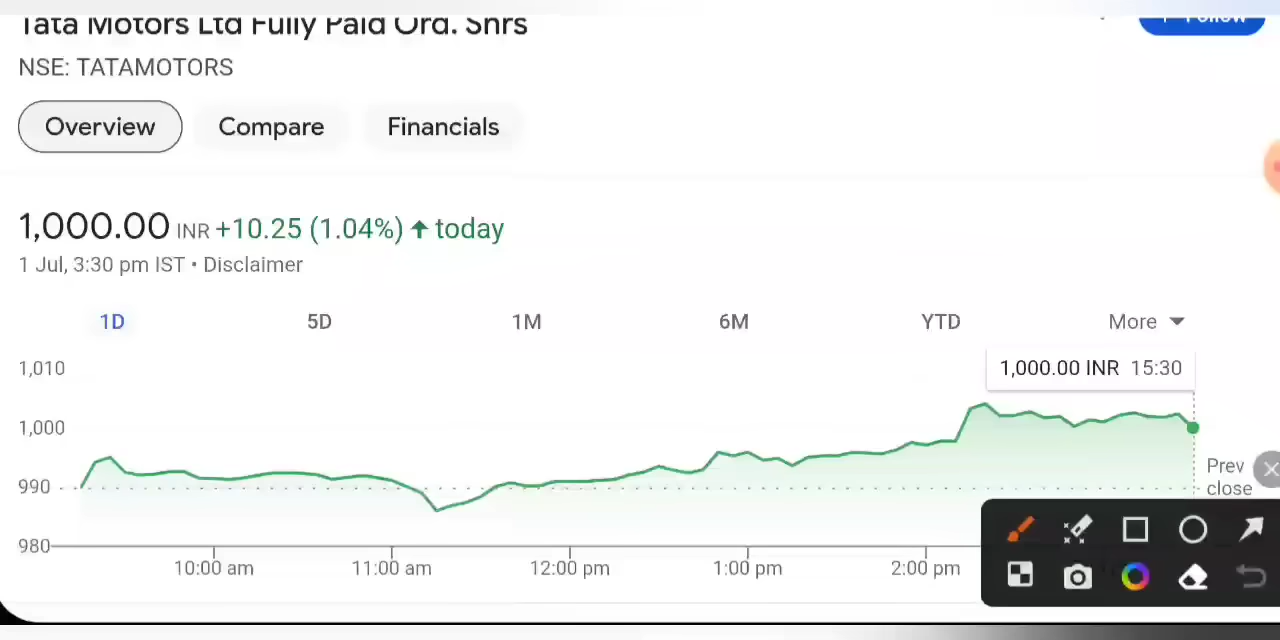 Tata Motors Ltd Fully Paid Ord. Shrs
+ Follow
NSE: TATAMOTORS
Overview Compare Financials
1,000.00 INR +10.25 (1.04%) ↑ today
1 Jul, 3:30 pm IST • Disclaimer
1D 5D 1M 6M YTD More
1,010
1,000.00 INR 15:30
1,000
990
Prev
close
980
10:00 am 11:00 am 12:00 pm 1:00 pm 2:00 pm